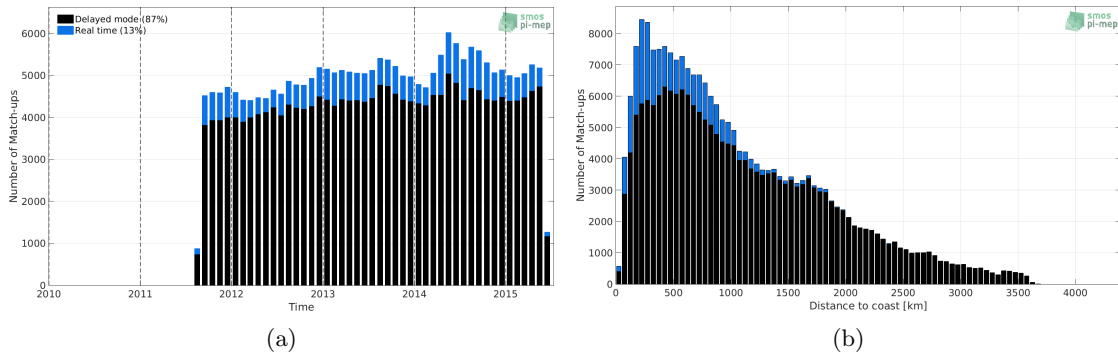 Delayed mode (87%)
Real time (13%)
smos
pi-mep
6000
5000
4000
3000
2000
1000
0
Number of Match-ups
2010
2011
2012
2013
2014
2015
Time
(a)
smos
pi-mep
8000
7000
6000
5000
4000
3000
2000
1000
0
Number of Match-ups
0
500
1000
1500
2000
2500
3000
3500
4000
Distance to coast [km]
(b)